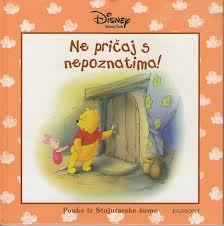 Disney
Ne pričaj s
nepoznatima!
Pouke iz Stojutarske šume
EGMONT